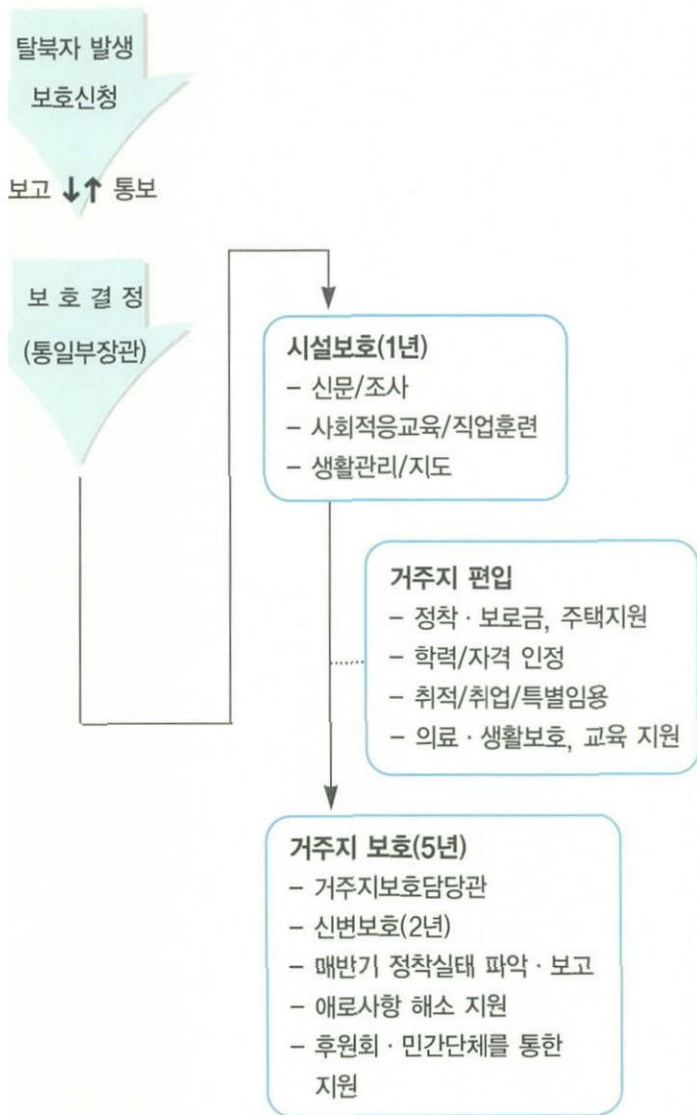 탈북자 발생
보호신청
보고 ↓↑ 통보
보 호 결 정
(통일부장관)
시설보호(1년)
- 신문/조사
- 사회적응교육/직업훈련
- 생활관리/지도
거주지 편입
- 정착 · 보로금, 주택지원
- 학력/자격 인정
- 취적/취업/특별임용
- 의료 · 생활보호, 교육 지원
거주지 보호(5년)
- 거주지보호담당관
- 신변보호(2년)
- 매반기 정착실태 파악 · 보고
- 애로사항 해소 지원
- 후원회 · 민간단체를 통한
지원